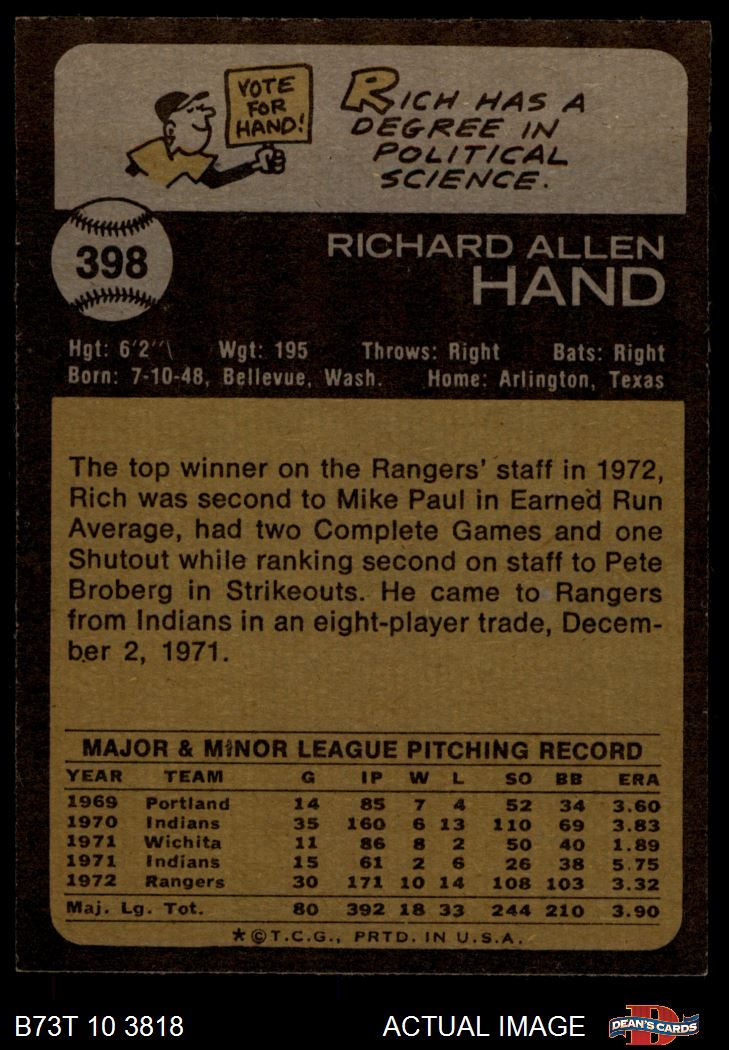 VOTE
FOR
HAND!
RICH HAS A
DEGREE IN
POLITICAL
SCIENCE.
398
RICHARD ALLEN
HAND
Hgt: 6'2" Wgt: 195 Throws: Right Bats: Right
Born: 7-10-48, Bellevue, Wash. Home: Arlington, Texas
The top winner on the Rangers' staff in 1972,
Rich was second to Mike Paul in Earned Run
Average, had two Complete Games and one
Shutout while ranking second on staff to Pete
Broberg in Strikeouts. He came to Rangers
from Indians in an eight-player trade, Decem-
ber 2, 1971.
MAJOR & MINOR LEAGUE PITCHING RECORD
YEAR TEAM G IP W L SO BB ERA
1969 Portland 14 85 7 4 52 34 3.60
1970 Indians 35 160 6 13 110 69 3.83
1971 Wichita 11 86 8 2 50 40 1.89
1971 Indians 15 61 2 6 26 38 5.75
1972 Rangers 30 171 10 14 108 103 3.32
Maj. Lg. Tot. 80 392 18 33 244 210 3.90
★©T.C.G., PRTD. IN U.S.A.
B73T 10 3818 ACTUAL IMAGE D DEAN'S CARDS